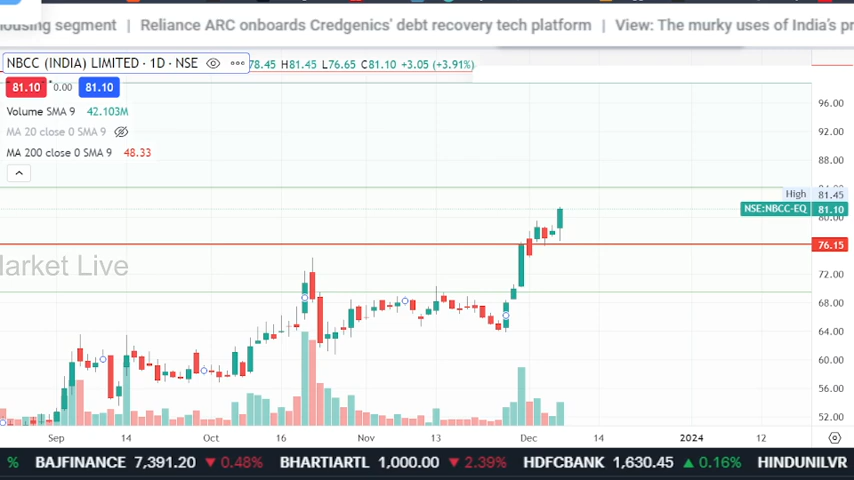 ousing segment | Reliance ARC onboards Credgenics' debt recovery tech platform | View: The murky uses of India's pr
NBCC (INDIA) LIMITED · 1D · NSE 78.45 H81.45 L76.65 C81.10 +3.05 (+3.91%)
81.10 0.00 81.10
Volume SMA 9 42.103M
MA 20 close 0 SMA 9
MA 200 close 0 SMA 9 48.33
96.00
92.00
88.00
High 81.45
NSE:NBCC-EQ 81.10
80.00
76.15
arket Live
72.00
68.00
64.00
60.00
56.00
52.00
Sep 14 Oct 16 Nov 13 Dec 14 2024 12
% BAJFINANCE 7,391.20 ▼ 0.48% BHARTIARTL 1,000.00 ▼ 2.39% HDFCBANK 1,630.45 ▲ 0.16% HINDUNILVR